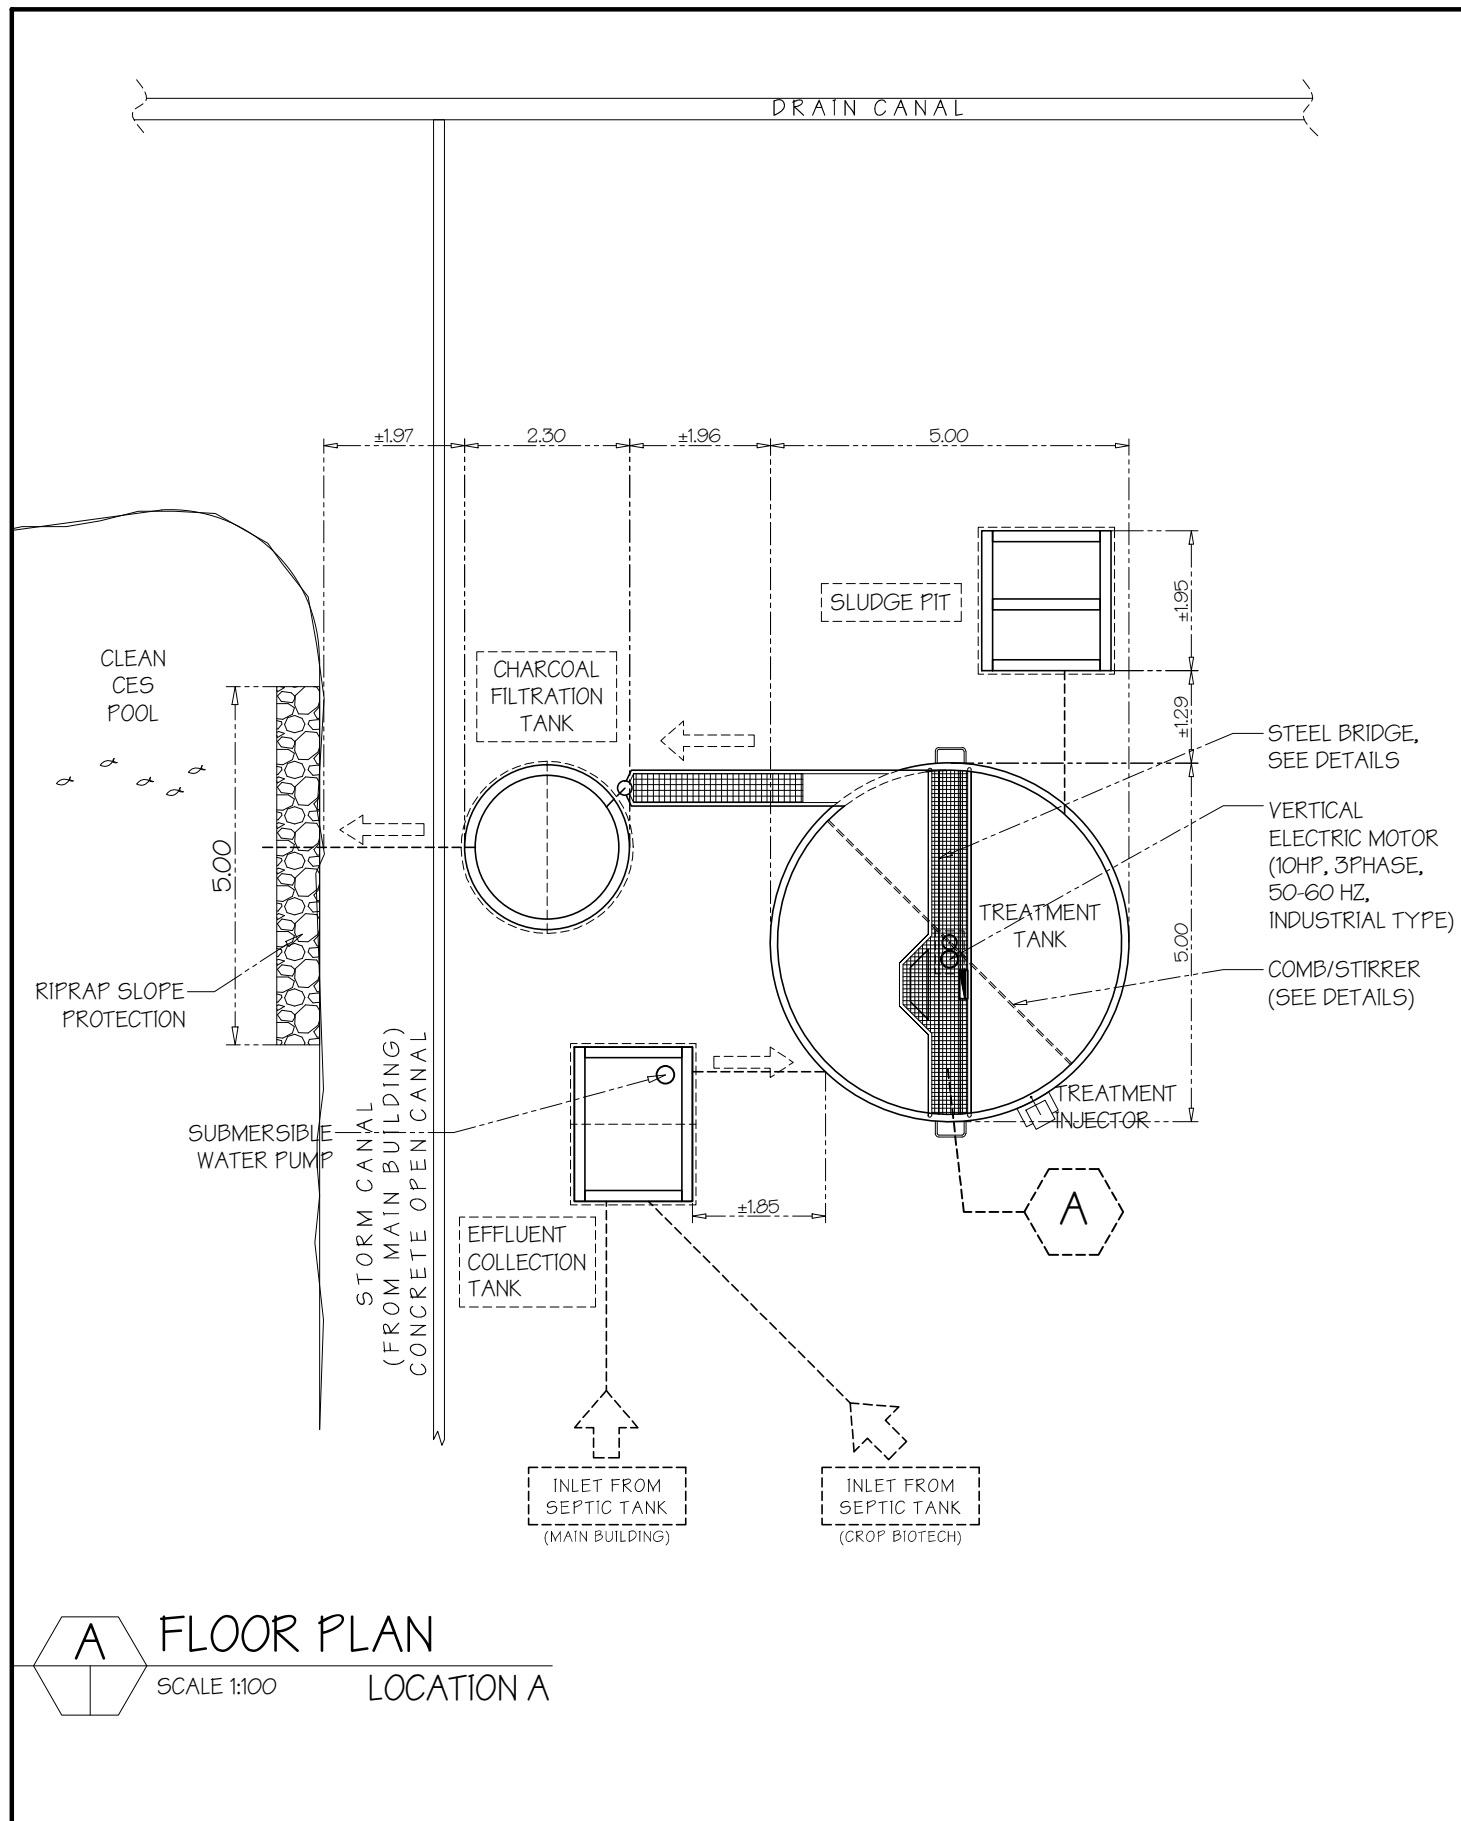 DRAIN CANAL
±1.97
2.30
±1.96
5.00
SLUDGE PIT
±1.95
±1.29
5.00
CLEAN
CES
POOL
5.00
CHARCOAL
FILTRATION
TANK
STEEL BRIDGE,
SEE DETAILS
VERTICAL
ELECTRIC MOTOR
(10HP, 3PHASE,
50-60 HZ,
INDUSTRIAL TYPE)
TREATMENT
TANK
COMB/STIRRER
(SEE DETAILS)
RIPRAP SLOPE
PROTECTION
TREATMENT
INJECTOR
SUBMERSIBLE
WATER PUMP
STORM CANAL
(FROM MAIN BUILDING)
CONCRETE OPEN CANAL
±1.85
A
EFFLUENT
COLLECTION
TANK
INLET FROM
SEPTIC TANK
(MAIN BUILDING)
INLET FROM
SEPTIC TANK
(CROP BIOTECH)
A
FLOOR PLAN
SCALE 1:100
LOCATION A